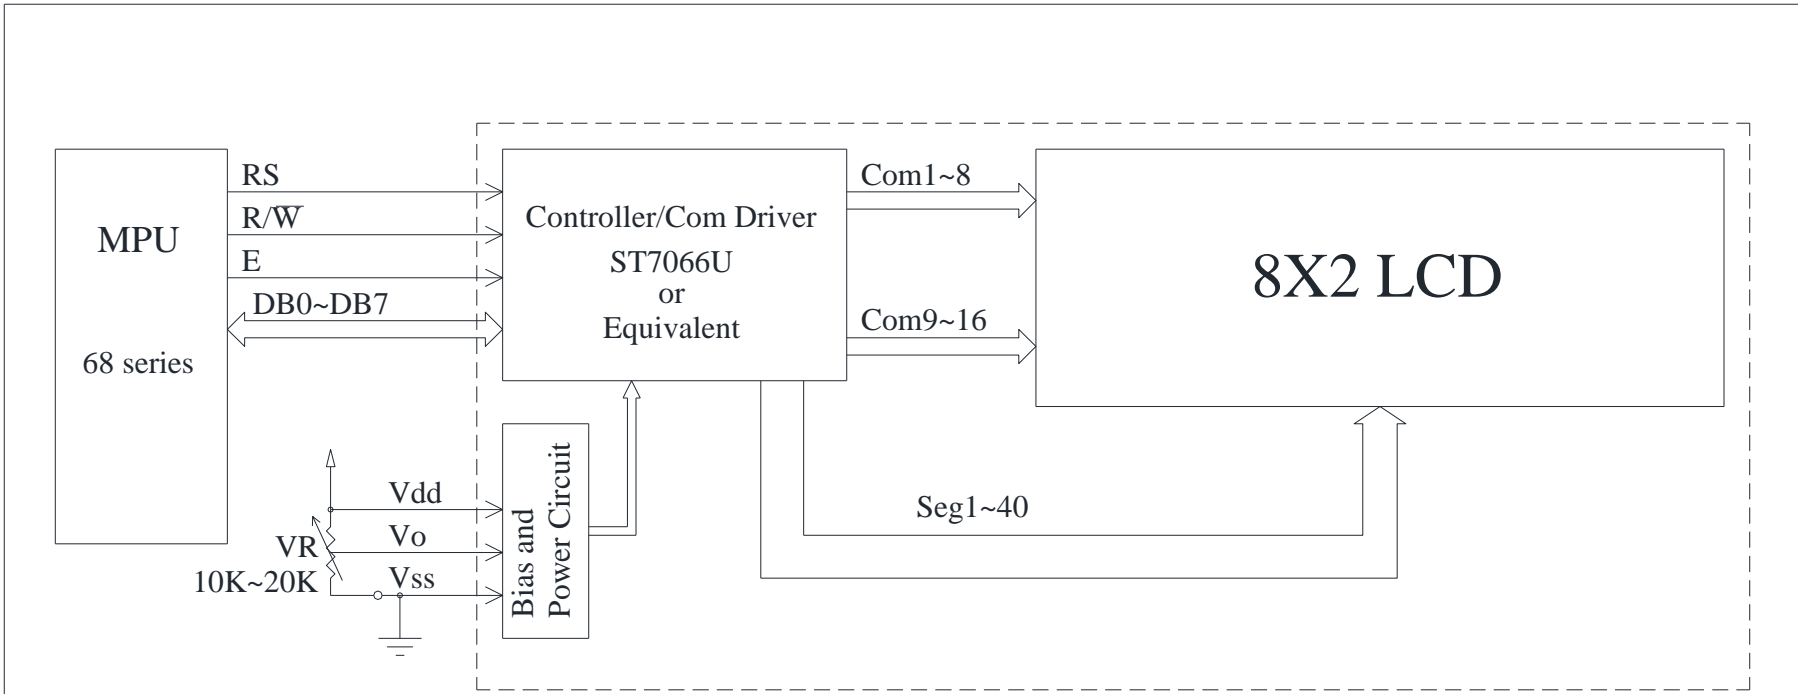 MPU
68 series
RS
R/W̅
E
DB0~DB7
Controller/Com Driver
ST7066U
or
Equivalent
Com1~8
Com9~16
8X2 LCD
Vdd
Vo
Vss
VR
10K~20K
Bias and
Power Circuit
Seg1~40